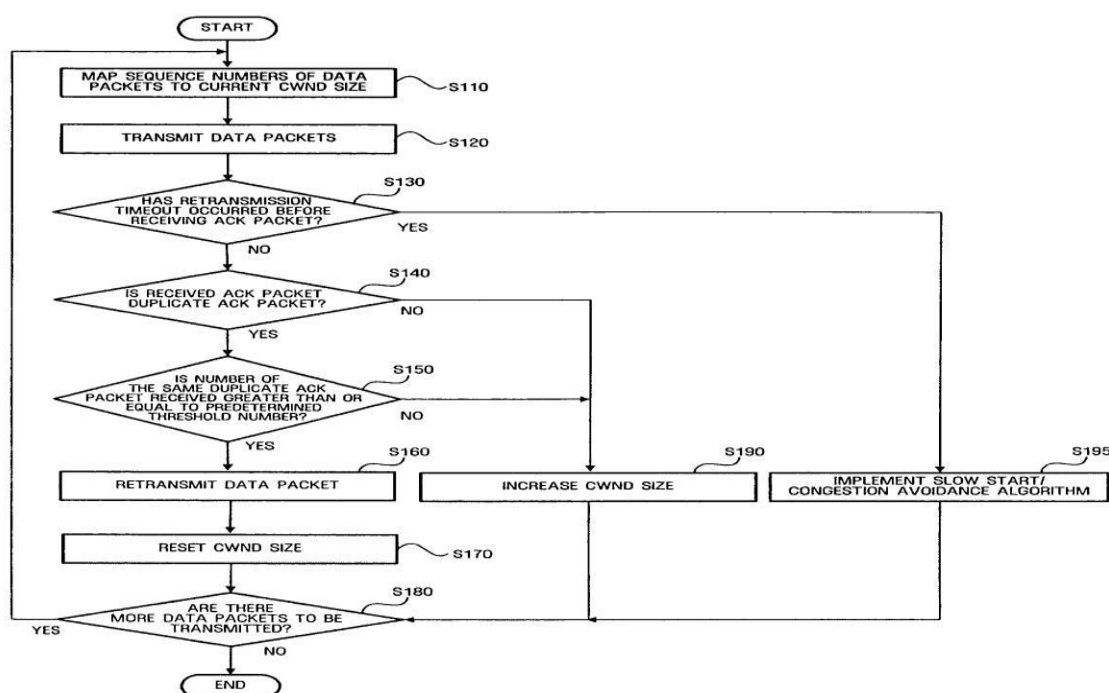 START
MAP SEQUENCE NUMBERS OF DATA
PACKETS TO CURRENT CWND SIZE
S110
TRANSMIT DATA PACKETS
S120
S130
HAS RETRANSMISSION
TIMEOUT OCCURRED BEFORE
RECEIVING ACK PACKET?
YES
NO
S140
IS RECEIVED ACK PACKET
DUPLICATE ACK PACKET?
NO
YES
S150
IS NUMBER OF
THE SAME DUPLICATE ACK
PACKET RECEIVED GREATER THAN OR
EQUAL TO PREDETERMINED
THRESHOLD NUMBER?
NO
YES
S160
RETRANSMIT DATA PACKET
S190
INCREASE CWND SIZE
S195
IMPLEMENT SLOW START/
CONGESTION AVOIDANCE ALGORITHM
RESET CWND SIZE
S170
S180
ARE THERE
MORE DATA PACKETS TO BE
TRANSMITTED?
YES
NO
END